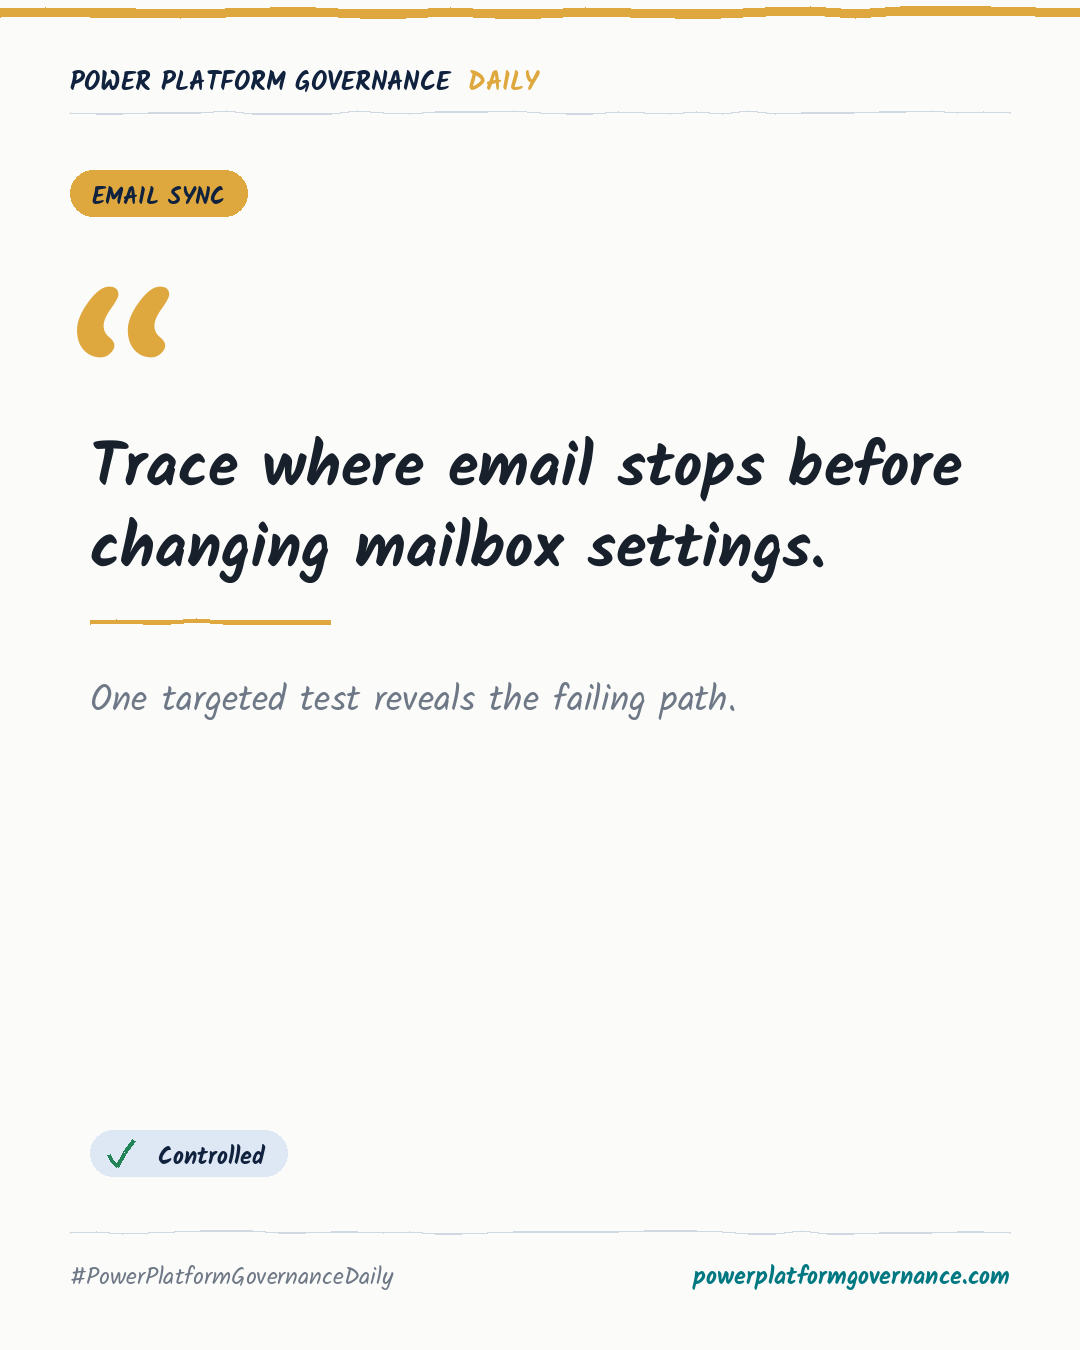 POWER PLATFORM GOVERNANCE DAILY
EMAIL SYNC
“
Trace where email stops before
changing mailbox settings.
One targeted test reveals the failing path.
✓ Controlled
#PowerPlatformGovernanceDaily
powerplatformgovernance.com